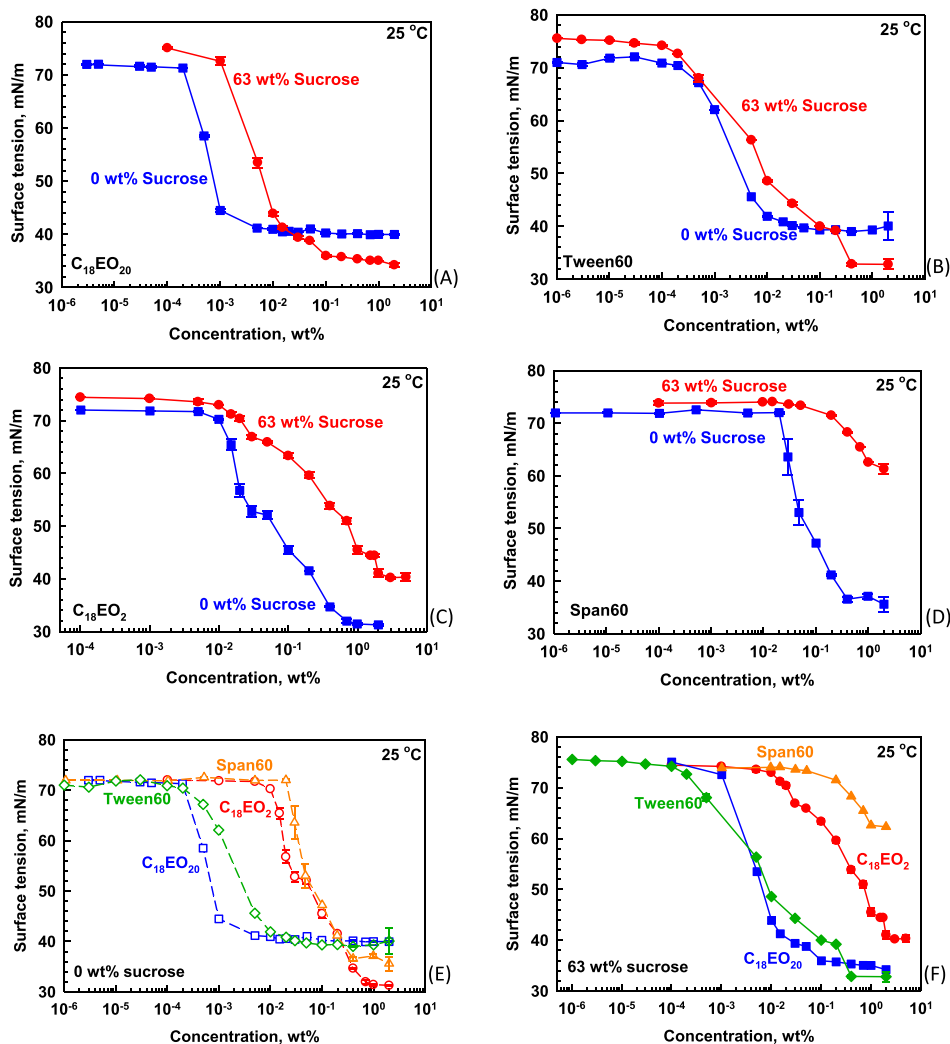 80
25 °C
70
63 wt% Sucrose
60
50
0 wt% Sucrose
40
C18EO20
30
(A)
10-6 10-5 10-4 10-3 10-2 10-1 100 101
Concentration, wt%
Surface tension, mN/m
80
25 °C
70
63 wt% Sucrose
60
50
0 wt% Sucrose
40
Tween60
30
(B)
10-6 10-5 10-4 10-3 10-2 10-1 100 101
Concentration, wt%
Surface tension, mN/m
80
25 °C
70
63 wt% Sucrose
60
50
40
0 wt% Sucrose
C18EO2
30
(C)
10-4 10-3 10-2 10-1 100 101
Concentration, wt%
Surface tension, mN/m
80
25 °C
63 wt% Sucrose
70
0 wt% Sucrose
60
50
40
Span60
30
(D)
10-6 10-5 10-4 10-3 10-2 10-1 100 101
Concentration, wt%
Surface tension, mN/m
80
25 °C
Span60
70
Tween60
C18EO2
60
C18EO20
50
40
0 wt% sucrose
30
(E)
10-6 10-5 10-4 10-3 10-2 10-1 100 101
Concentration, wt%
Surface tension, mN/m
80
25 °C
Span60
70
Tween60
60
C18EO2
50
40
C18EO20
63 wt% sucrose
30
(F)
10-6 10-5 10-4 10-3 10-2 10-1 100 101
Concentration, wt%
Surface tension, mN/m